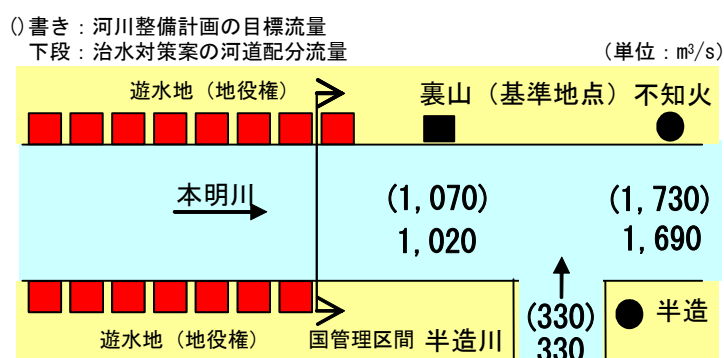 ()書き：河川整備計画の目標流量
下段：治水対策案の河道配分流量
(単位：m³/s)
遊水地（地役権）
裏山（基準地点）
不知火
本明川
(1,070)
1,020
(1,730)
1,690
(330)
330
半造
遊水地（地役権）
国管理区間
半造川